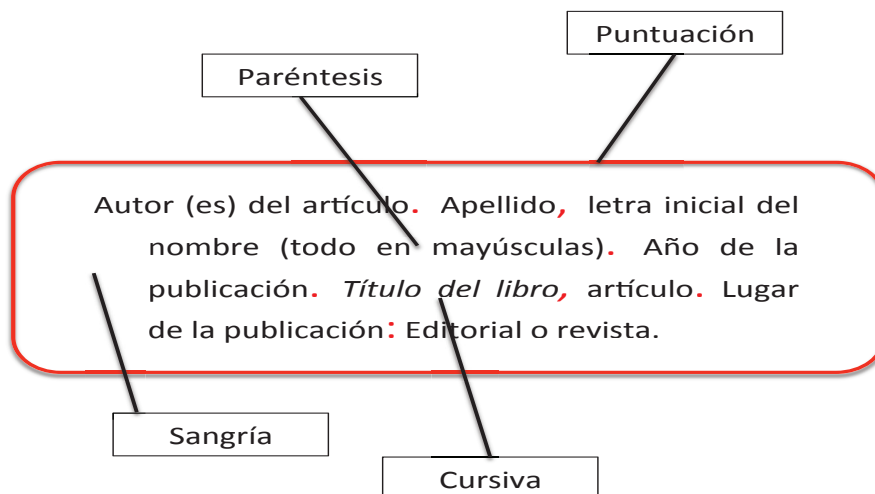 Puntuación
Paréntesis
Autor (es) del artículo. Apellido, letra inicial del
nombre (todo en mayúsculas). Año de la
publicación. Título del libro, artículo. Lugar
de la publicación: Editorial o revista.
Sangría
Cursiva